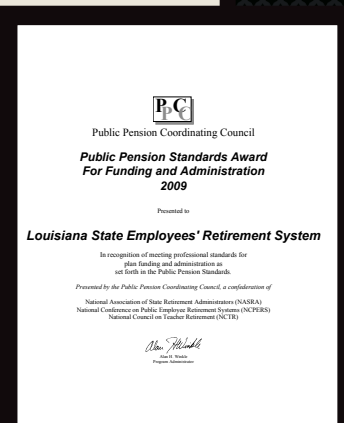 PPCC
Public Pension Coordinating Council
Public Pension Standards Award
For Funding and Administration
2009
Presented to
Louisiana State Employees' Retirement System
In recognition of meeting professional standards for
plan funding and administration as
set forth in the Public Pension Standards.
Presented by the Public Pension Coordinating Council, a confederation of
National Association of State Retirement Administrators (NASRA)
National Conference on Public Employee Retirement Systems (NCPERS)
National Council on Teacher Retirement (NCTR)
Alan H. Winkle
Alan H. Winkle
Program Administrator